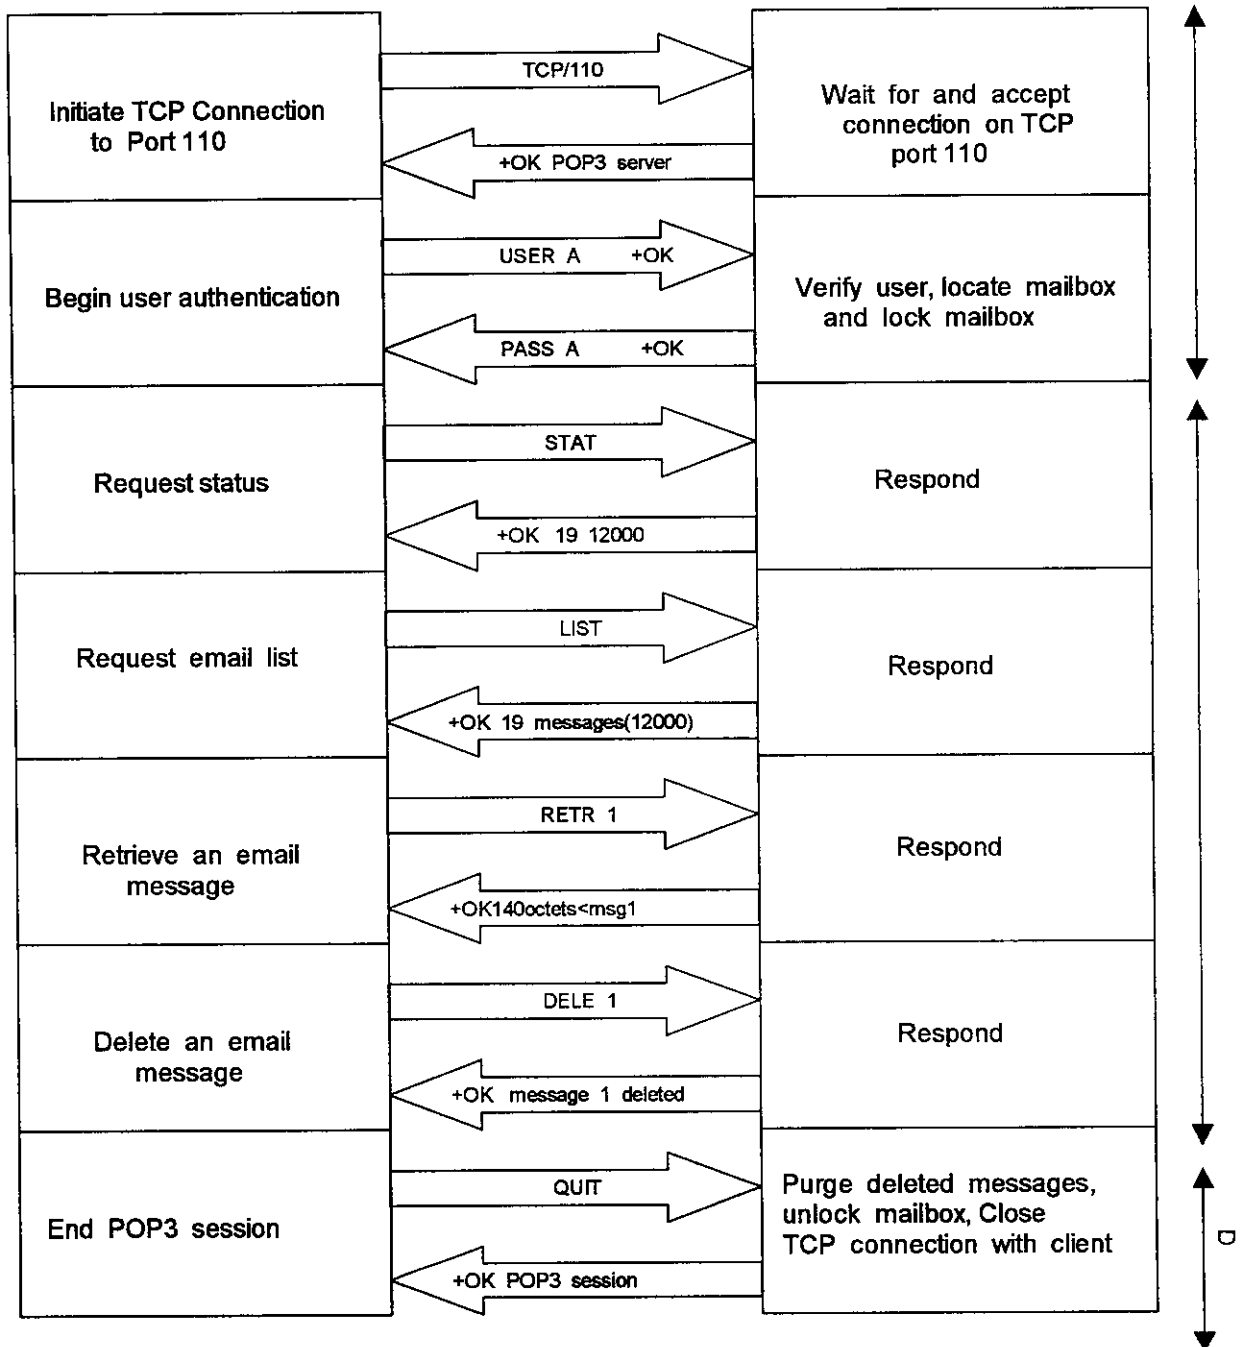 TCP/110
Initiate TCP Connection
to Port 110
Wait for and accept
connection on TCP
port 110
+OK POP3 server
USER A +OK
Begin user authentication
Verify user, locate mailbox
and lock mailbox
PASS A +OK
STAT
Request status
Respond
+OK 19 12000
LIST
Request email list
Respond
+OK 19 messages(12000)
RETR 1
Retrieve an email
message
Respond
+OK140octets<msg1
DELE 1
Delete an email
message
Respond
+OK message 1 deleted
QUIT
End POP3 session
Purge deleted messages,
unlock mailbox, Close
TCP connection with client
+OK POP3 session
D